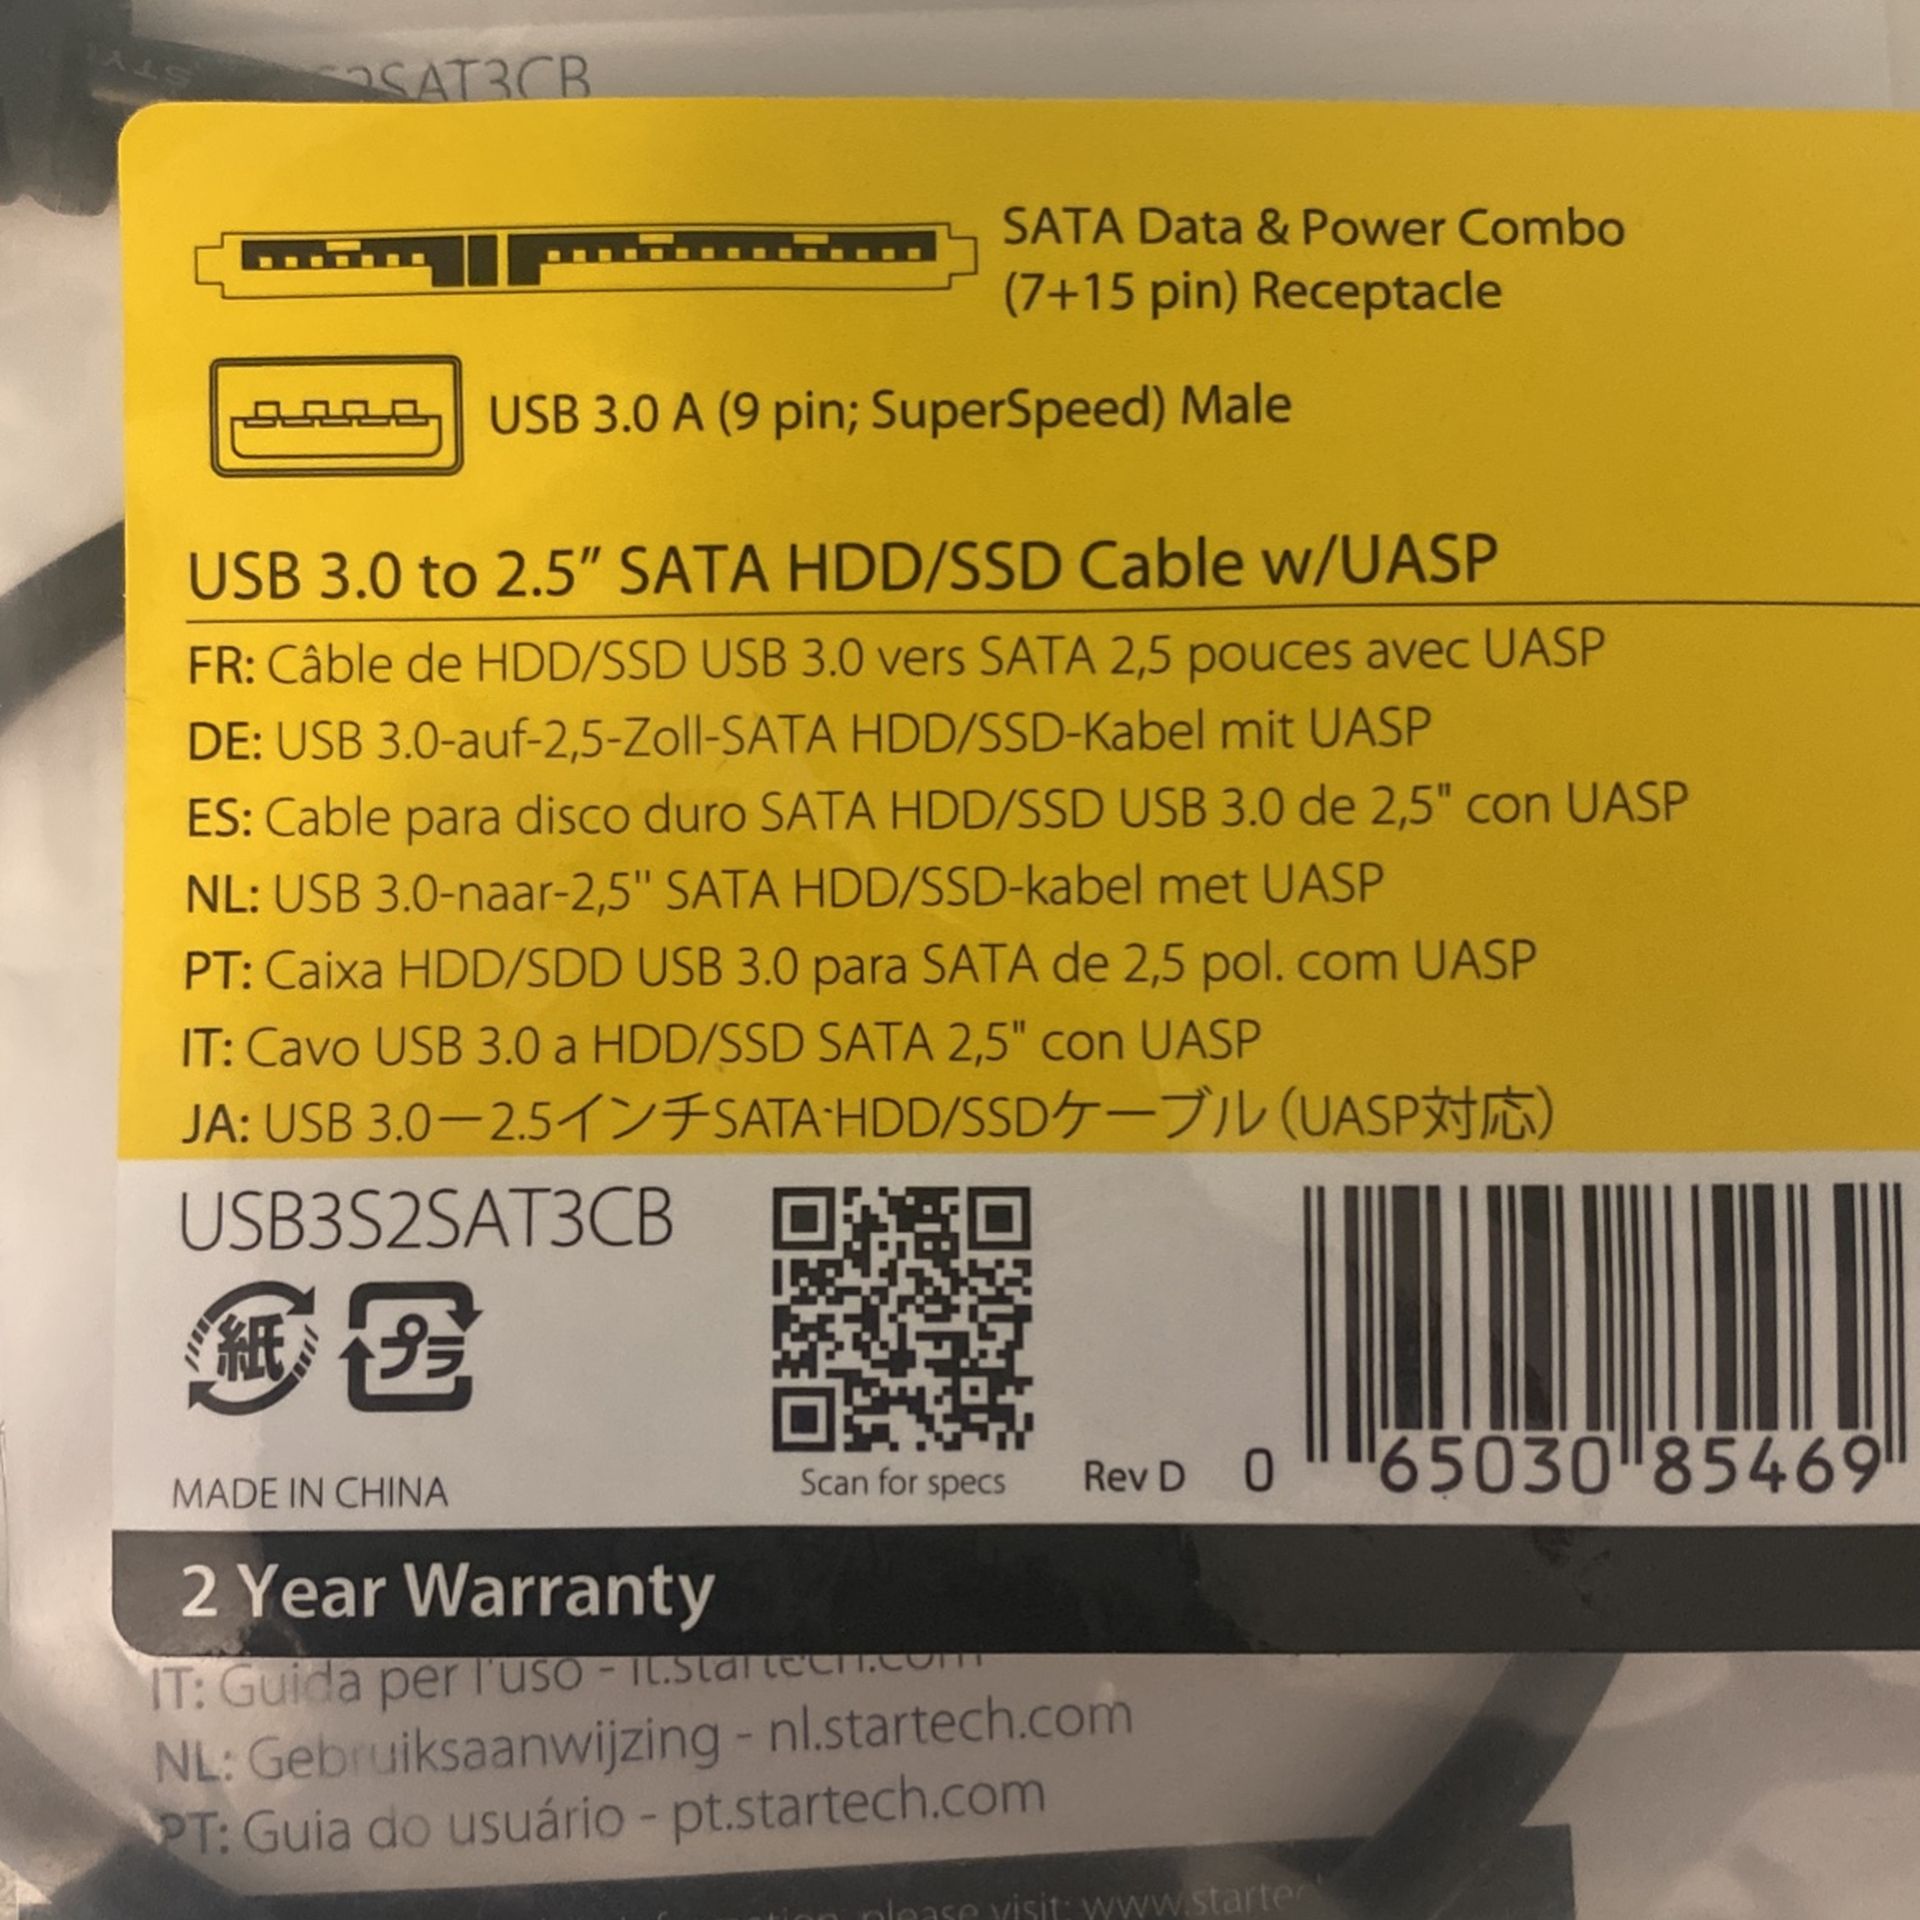 2SAT3CB
SATA Data & Power Combo
(7+15 pin) Receptacle
USB 3.0 A (9 pin; SuperSpeed) Male
USB 3.0 to 2.5" SATA HDD/SSD Cable w/UASP
FR: Câble de HDD/SSD USB 3.0 vers SATA 2,5 pouces avec UASP
DE: USB 3.0-auf-2,5-Zoll-SATA HDD/SSD-Kabel mit UASP
ES: Cable para disco duro SATA HDD/SSD USB 3.0 de 2,5" con UASP
NL: USB 3.0-naar-2,5" SATA HDD/SSD-kabel met UASP
PT: Caixa HDD/SDD USB 3.0 para SATA de 2,5 pol. com UASP
IT: Cavo USB 3.0 a HDD/SSD SATA 2,5" con UASP
JA: USB 3.0ー2.5インチSATA·HDD/SSDケーブル（UASP対応）
USB3S2SAT3CB
紙 プラ
MADE IN CHINA
Scan for specs
Rev D
0 65030 85469
2 Year Warranty
IT: Guida per l'uso - it.startech.com
NL: Gebruiksaanwijzing - nl.startech.com
PT: Guia do usuário - pt.startech.com
please visit: www.startec